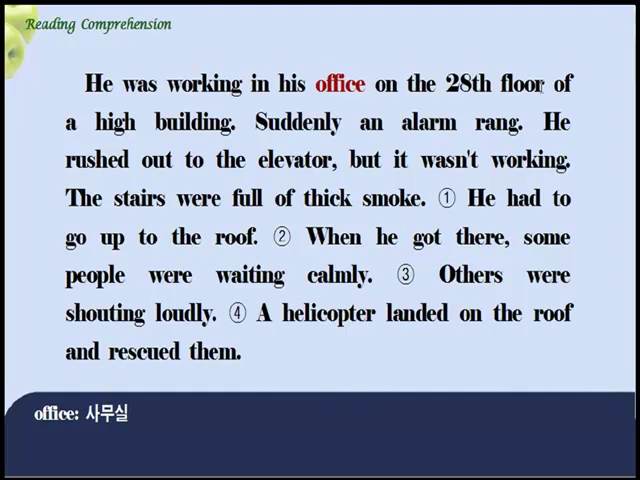 Reading Comprehension
He was working in his office on the 28th floor of
a high building. Suddenly an alarm rang. He
rushed out to the elevator, but it wasn't working.
The stairs were full of thick smoke. ① He had to
go up to the roof. ② When he got there, some
people were waiting calmly. ③ Others were
shouting loudly. ④ A helicopter landed on the roof
and rescued them.
office: 사무실